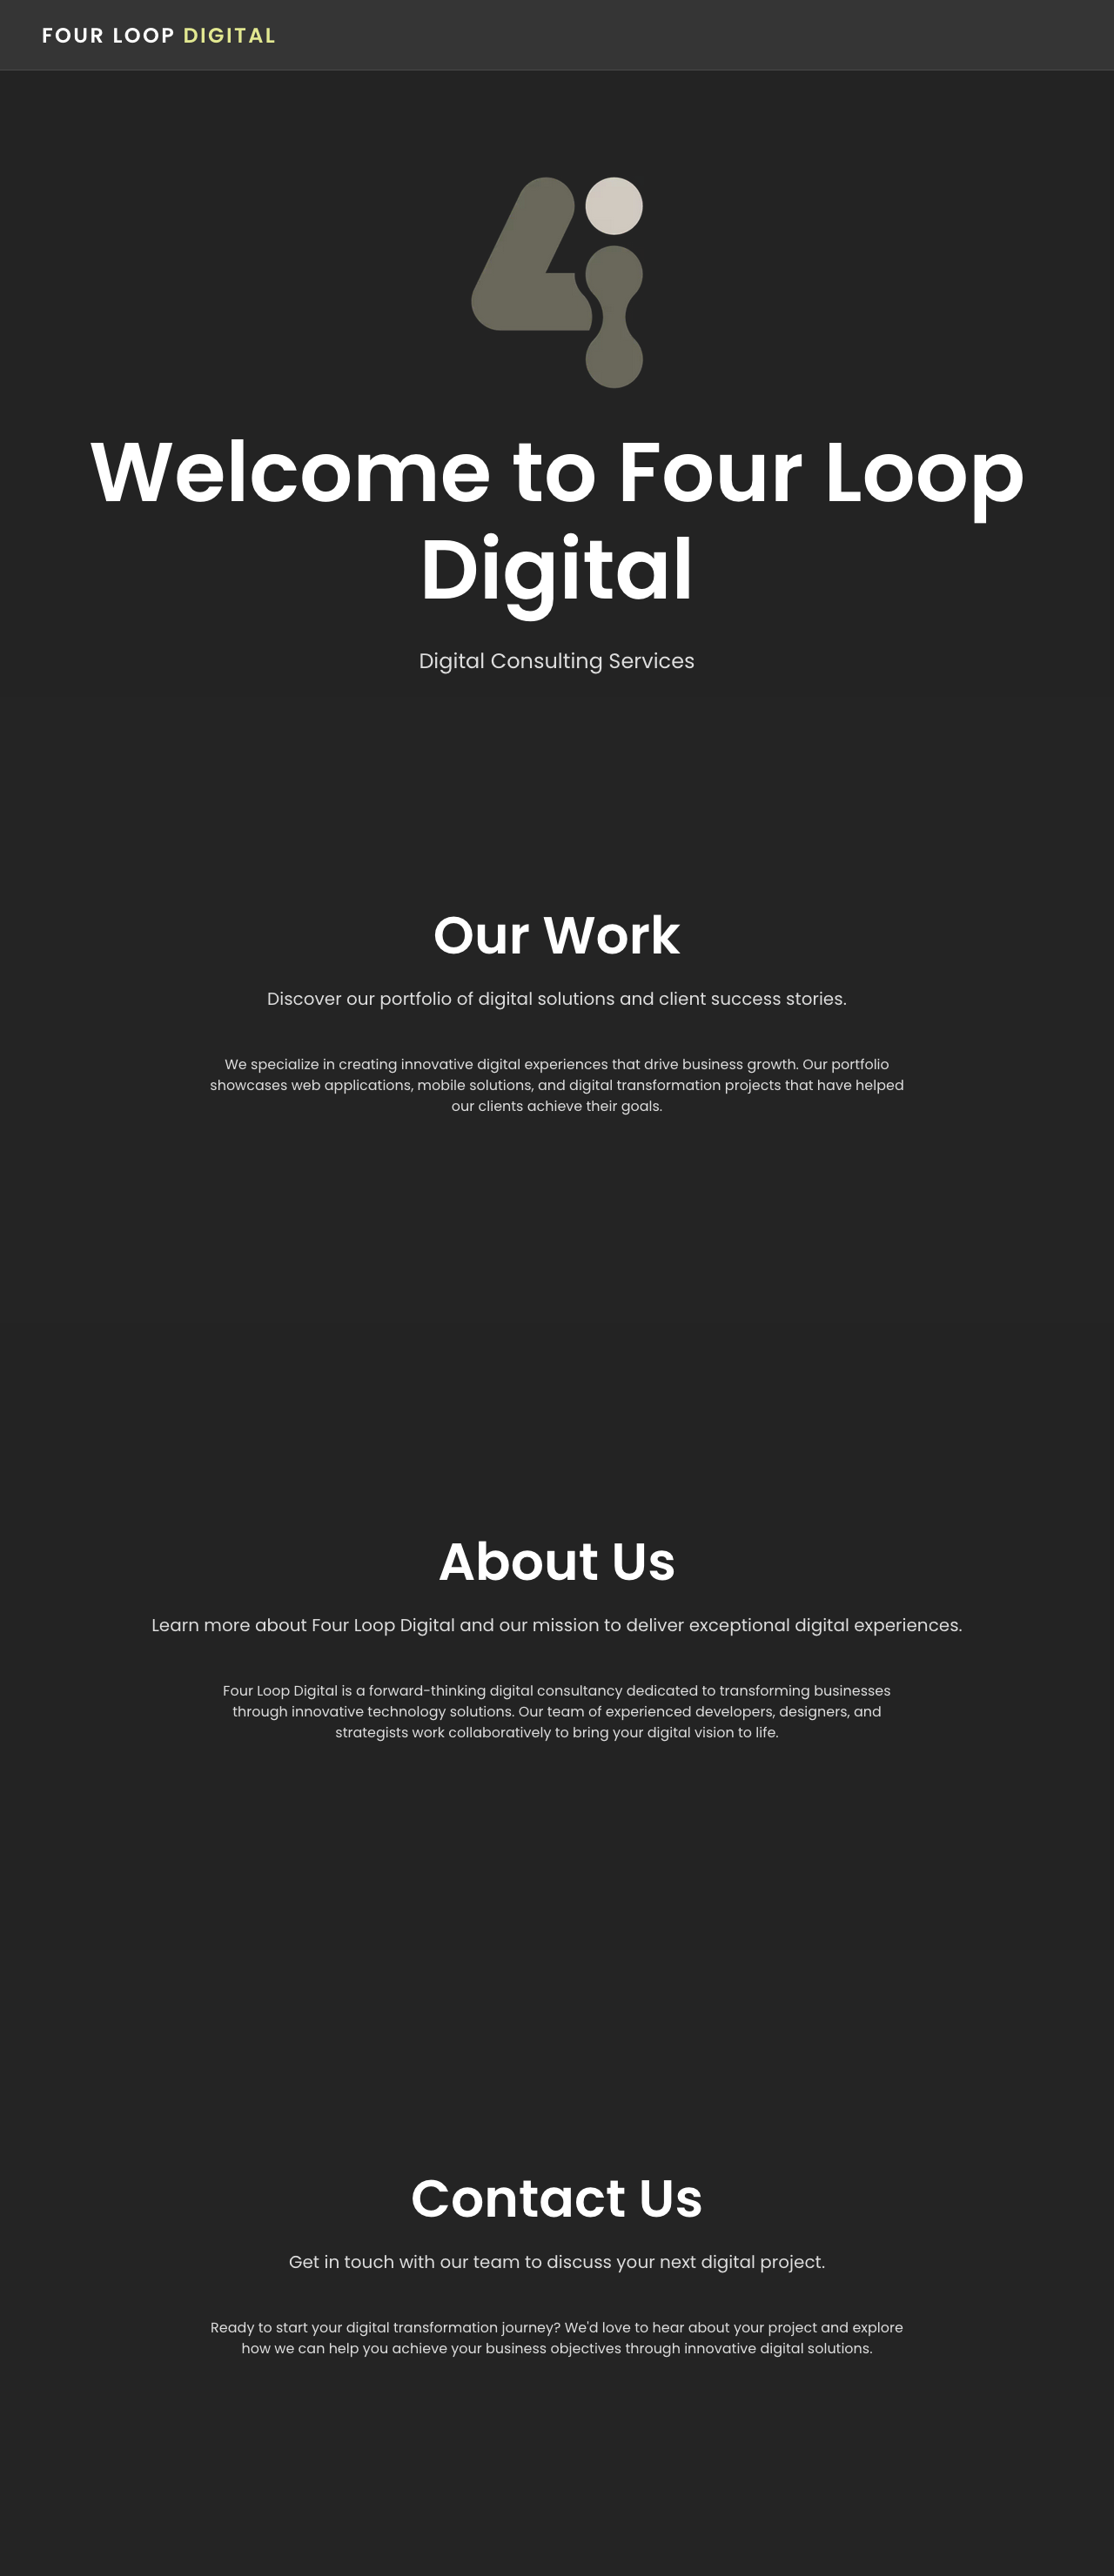 FOUR LOOP DIGITAL
4
Welcome to Four Loop
Digital
Digital Consulting Services
Our Work
Discover our portfolio of digital solutions and client success stories.
We specialize in creating innovative digital experiences that drive business growth. Our portfolio
showcases web applications, mobile solutions, and digital transformation projects that have helped
our clients achieve their goals.
About Us
Learn more about Four Loop Digital and our mission to deliver exceptional digital experiences.
Four Loop Digital is a forward-thinking digital consultancy dedicated to transforming businesses
through innovative technology solutions. Our team of experienced developers, designers, and
strategists work collaboratively to bring your digital vision to life.
Contact Us
Get in touch with our team to discuss your next digital project.
Ready to start your digital transformation journey? We'd love to hear about your project and explore
how we can help you achieve your business objectives through innovative digital solutions.